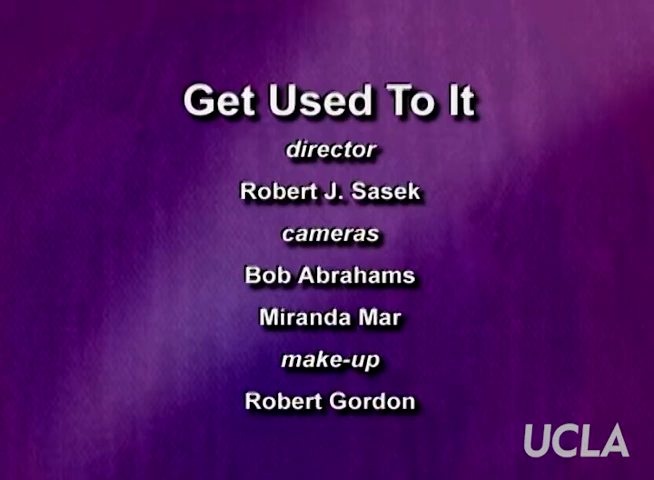 Get Used To It
director
Robert J. Sasek
cameras
Bob Abrahams
Miranda Mar
make-up
Robert Gordon
UCLA